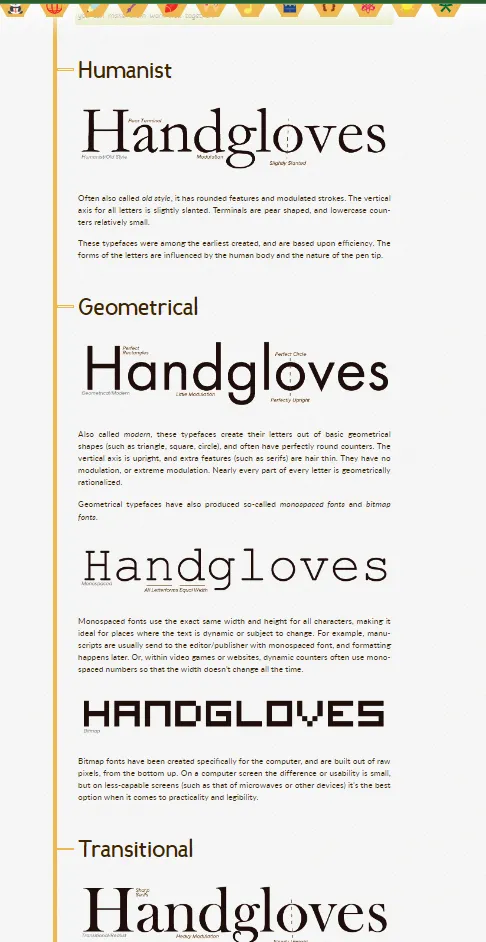 Humanist
Pear Terminal
Handgloves
Humanist/Old Style
Modulation
Slightly Slanted
Often also called old style, it has rounded features and modulated strokes. The vertical
axis for all letters is slightly slanted. Terminals are pear shaped, and lowercase coun-
ters relatively small.
These typefaces were among the earliest created, and are based upon efficiency. The
forms of the letters are influenced by the human body and the nature of the pen tip.
Geometrical
Perfect
Rectangles
Perfect Circle
Handgloves
Geometrical/Modern
Little Modulation
Perfectly Upright
Also called modern, these typefaces create their letters out of basic geometrical
shapes (such as triangle, square, circle), and often have perfectly round counters. The
vertical axis is upright, and extra features (such as serifs) are hair thin. They have no
modulation, or extreme modulation. Nearly every part of every letter is geometrically
rationalized.
Geometrical typefaces have also produced so-called monospaced fonts and bitmap
fonts.
Handgloves
Monospaced
All Letterforms Equal Width
Monospaced fonts use the exact same width and height for all characters, making it
ideal for places where the text is dynamic or subject to change. For example, manu-
scripts are usually send to the editor/publisher with monospaced font, and formatting
happens later. Or, within video games or websites, dynamic counters often use mono-
spaced numbers so that the width doesn't change all the time.
HANDGLOVES
Bitmap
Bitmap fonts have been created specifically for the computer, and are built out of raw
pixels, from the bottom up. On a computer screen the difference or usability is small,
but on less-capable screens (such as that of microwaves or other devices) it's the best
option when it comes to practicality and legibility.
Transitional
Sharp
Serifs
Handgloves
Transitional/Realist
Heavy Modulation